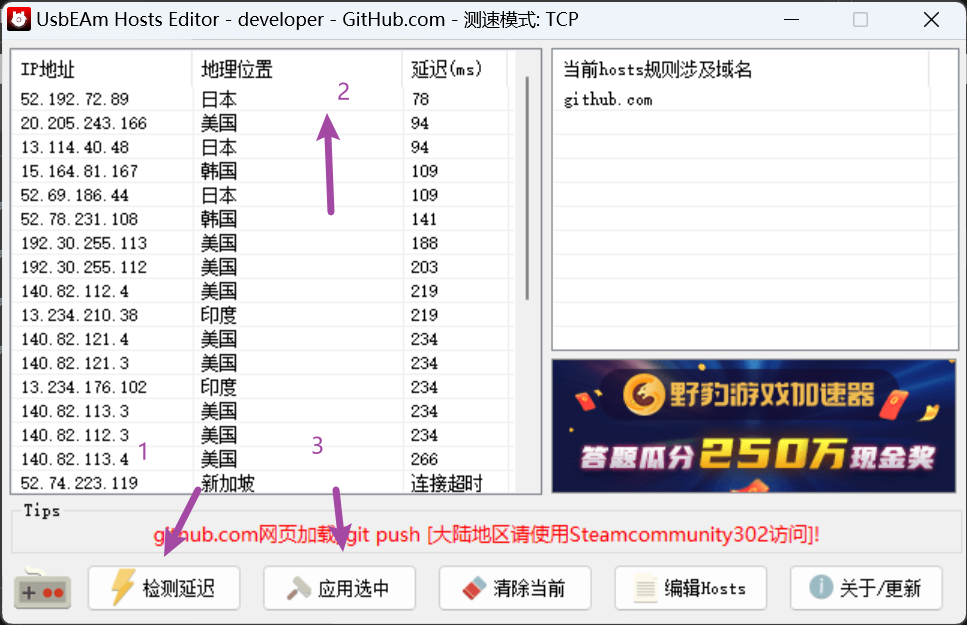 UsbEAm Hosts Editor - developer - GitHub.com - 测速模式: TCP
IP地址 地理位置 延迟(ms)
52.192.72.89 日本 78
20.205.243.166 美国 94
13.114.40.48 日本 94
15.164.81.167 韩国 109
52.69.186.44 日本 109
52.78.231.108 韩国 141
192.30.255.113 美国 188
192.30.255.112 美国 203
140.82.112.4 美国 219
13.234.210.38 印度 219
140.82.121.4 美国 234
140.82.121.3 美国 234
13.234.176.102 印度 234
140.82.113.3 美国 234
140.82.112.3 美国 234
140.82.113.4 美国 266
52.74.223.119 新加坡 连接超时
2
1
3
当前hosts规则涉及域名
github.com
野豹游戏加速器
答题瓜分250万现金奖
Tips
github.com网页加载,git push [大陆地区请使用Steamcommunity302访问]!
检测延迟 应用选中 清除当前 编辑Hosts 关于/更新